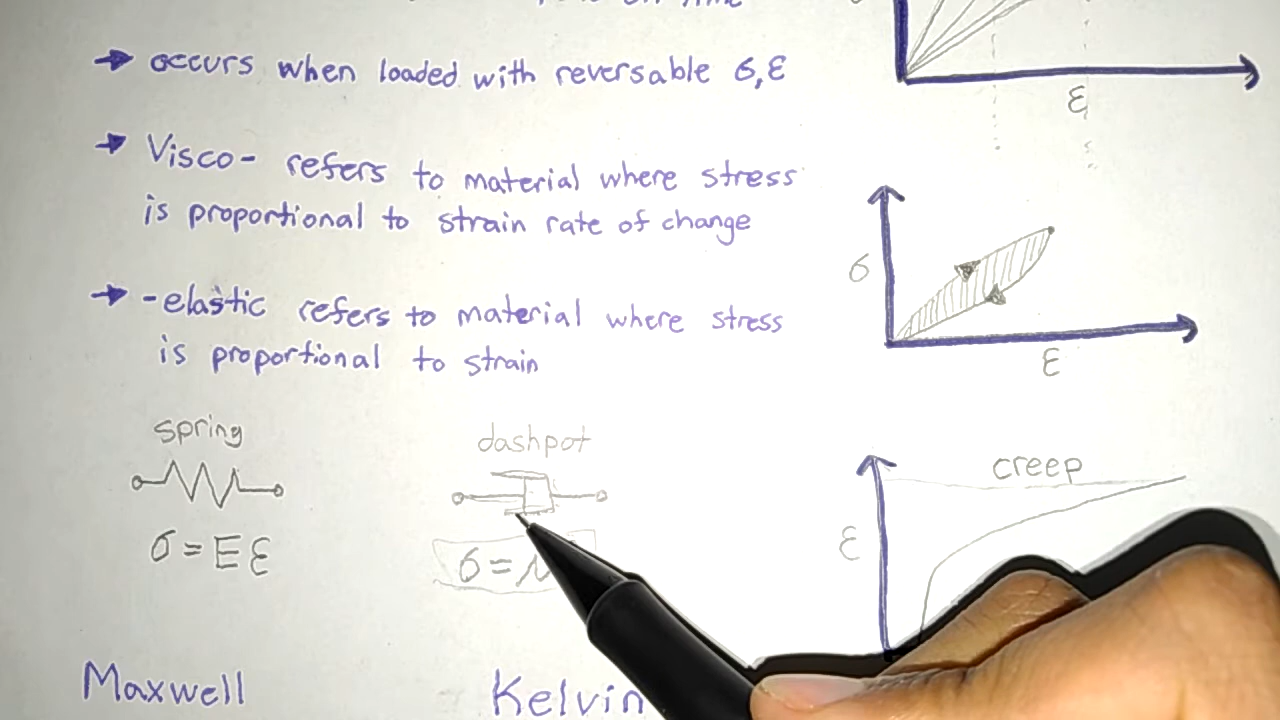 → occurs when loaded with reversable σ,ε
ε
→ Visco- refers to material where stress
is proportional to strain rate of change
σ
→ -elastic refers to material where stress
is proportional to strain
ε
spring
dashpot
creep
σ = E ε
σ =
ε
Maxwell
Kelvin